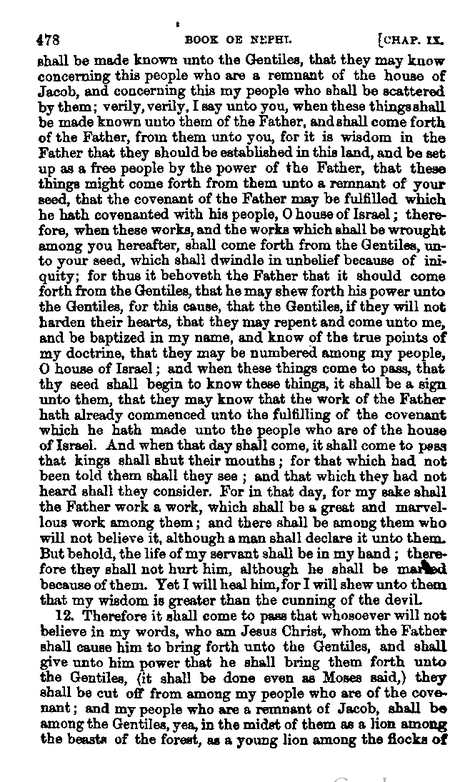 478 BOOK OF NEPHI. [CHAP. IX.
shall be made known unto the Gentiles, that they may know
concerning this people who are a remnant of the house of
Jacob, and concerning this my people who shall be scattered
by them; verily, verily, I say unto you, when these things shall
be made known unto them of the Father, and shall come forth
of the Father, from them unto you, for it is wisdom in the
Father that they should be established in this land, and be set
up as a free people by the power of the Father, that these
things might come forth from them unto a remnant of your
seed, that the covenant of the Father may be fulfilled which
he hath covenanted with his people, O house of Israel; there-
fore, when these works, and the works which shall be wrought
among you hereafter, shall come forth from the Gentiles, un-
to your seed, which shall dwindle in unbelief because of ini-
quity; for thus it behoveth the Father that it should come
forth from the Gentiles, that he may shew forth his power unto
the Gentiles, for this cause, that the Gentiles, if they will not
harden their hearts, that they may repent and come unto me,
and be baptized in my name, and know of the true points of
my doctrine, that they may be numbered among my people,
O house of Israel; and when these things come to pass, that
thy seed shall begin to know these things, it shall be a sign
unto them, that they may know that the work of the Father
hath already commenced unto the fulfilling of the covenant
which he hath made unto the people who are of the house
of Israel. And when that day shall come, it shall come to pass
that kings shall shut their mouths; for that which had not
been told them shall they see; and that which they had not
heard shall they consider. For in that day, for my sake shall
the Father work a work, which shall be a great and marvel-
lous work among them; and there shall be among them who
will not believe it, although a man shall declare it unto them.
But behold, the life of my servant shall be in my hand; there-
fore they shall not hurt him, although he shall be marred
because of them. Yet I will heal him, for I will shew unto them
that my wisdom is greater than the cunning of the devil.
12. Therefore it shall come to pass that whosoever will not
believe in my words, who am Jesus Christ, whom the Father
shall cause him to bring forth unto the Gentiles, and shall
give unto him power that he shall bring them forth unto
the Gentiles, (it shall be done even as Moses said,) they
shall be cut off from among my people who are of the cove-
nant; and my people who are a remnant of Jacob, shall be
among the Gentiles, yea, in the midst of them as a lion among
the beasts of the forest, as a young lion among the flocks of